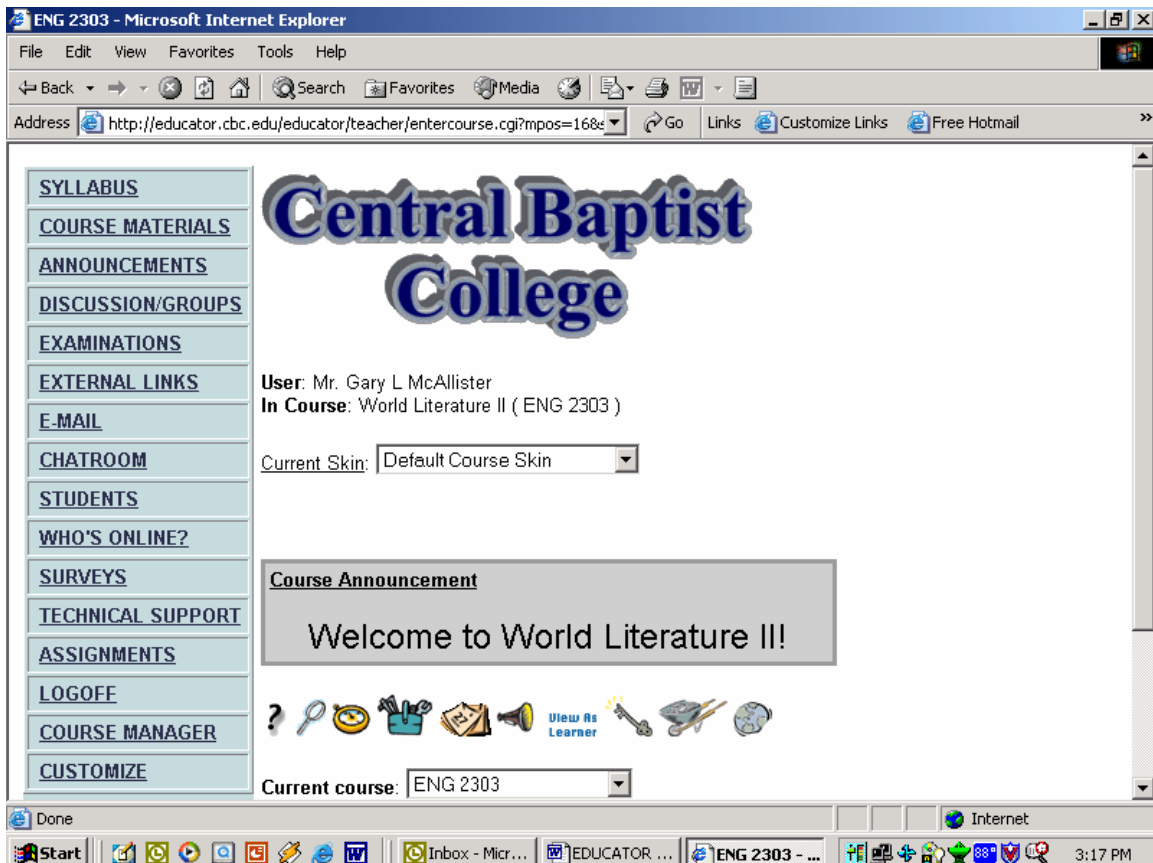 ENG 2303 - Microsoft Internet Explorer
File Edit View Favorites Tools Help
Back Search Favorites Media
Address http://educator.cbc.edu/educator/teacher/entercourse.cgi?mpos=16& Go Links Customize Links Free Hotmail »
SYLLABUS
COURSE MATERIALS
ANNOUNCEMENTS
DISCUSSION/GROUPS
EXAMINATIONS
EXTERNAL LINKS
E-MAIL
CHATROOM
STUDENTS
WHO'S ONLINE?
SURVEYS
TECHNICAL SUPPORT
ASSIGNMENTS
LOGOFF
COURSE MANAGER
CUSTOMIZE
Central Baptist
College
User: Mr. Gary L McAllister
In Course: World Literature II ( ENG 2303 )
Current Skin: Default Course Skin
Course Announcement
Welcome to World Literature II!
View As
Learner
Current course: ENG 2303
Done Internet
Start Inbox - Micr... EDUCATOR ... ENG 2303 - ... 88° 3:17 PM